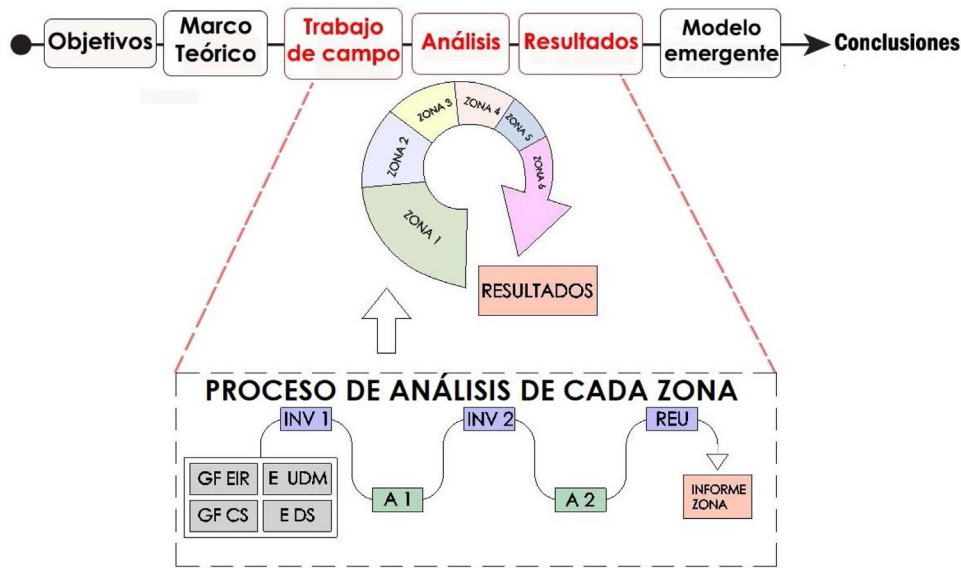 Objetivos
Marco
Teórico
Trabajo
de campo
Análisis
Resultados
Modelo
emergente
Conclusiones
ZONA 1
ZONA 2
ZONA 3
ZONA 4
ZONA 5
ZONA 6
RESULTADOS
PROCESO DE ANÁLISIS DE CADA ZONA
INV 1
INV 2
REU
GF EIR
E UDM
GF CS
E DS
A 1
A 2
INFORME
ZONA